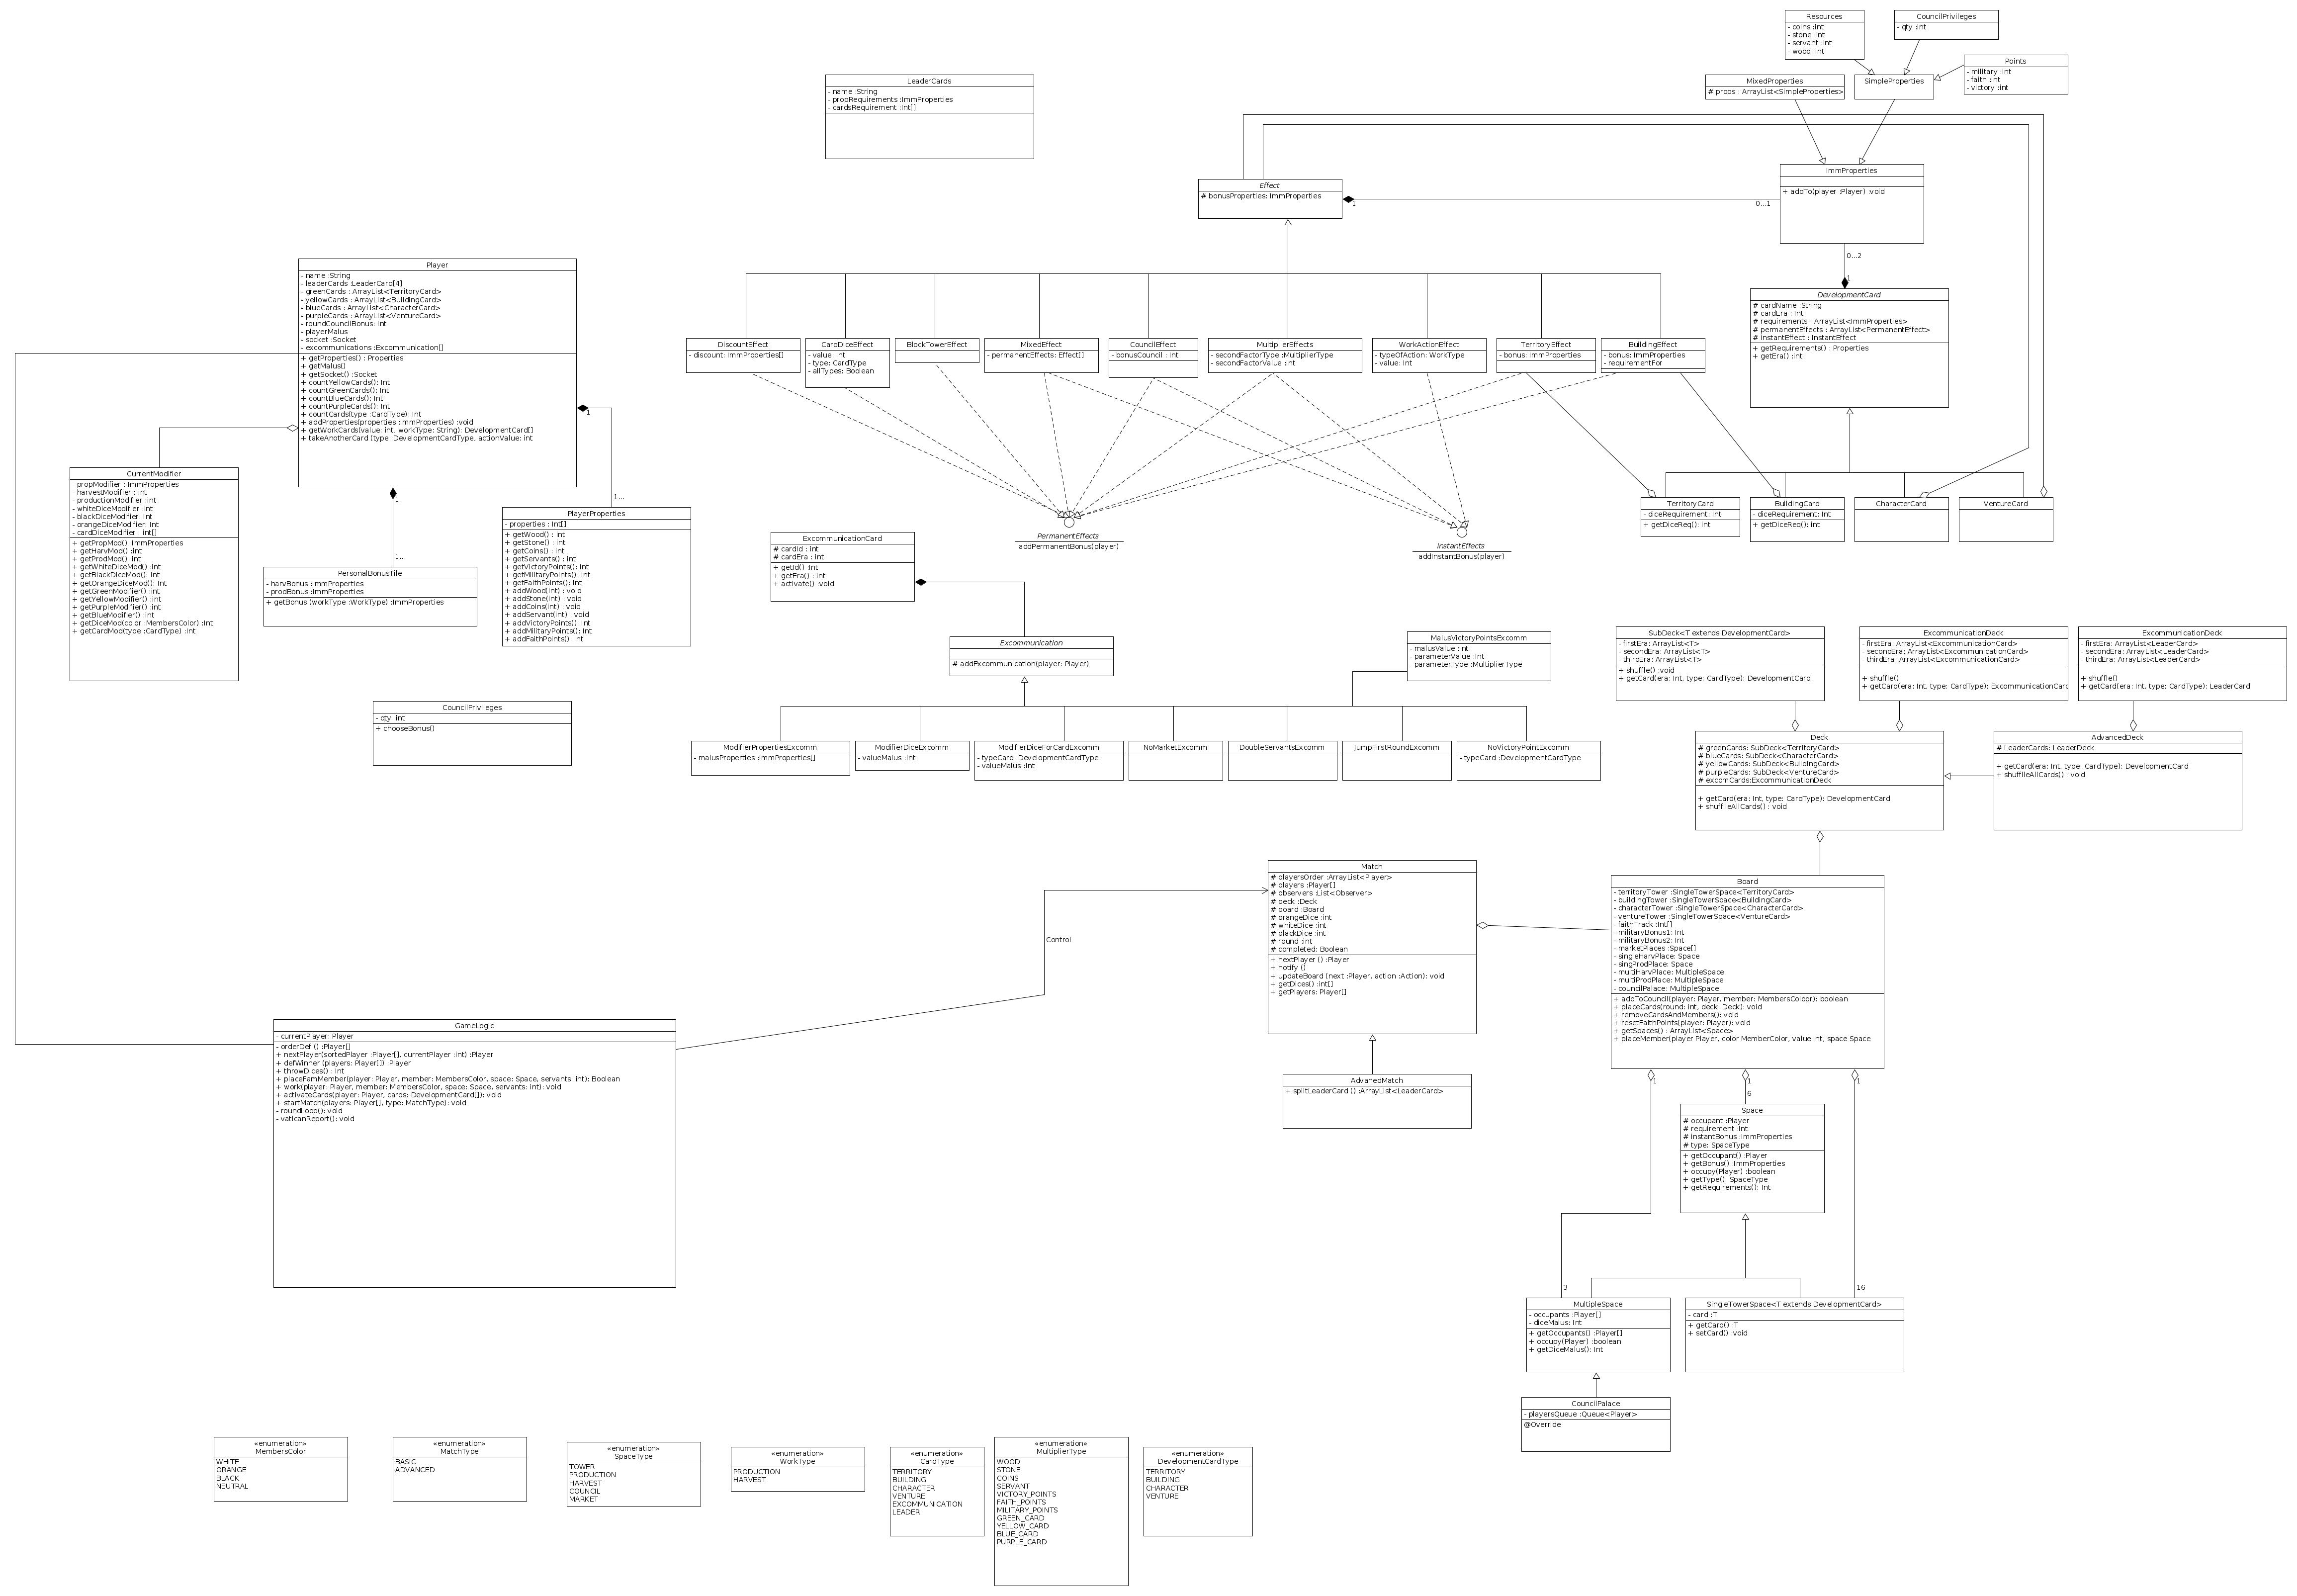 Resources
- coins :int
- stone :int
- servant :int
- wood :int
CouncilPrivileges
- qty :int
Points
- military :int
- faith :int
- victory :int
MixedProperties
# props : ArrayList<SimpleProperties>
SimpleProperties
LeaderCards
- name :String
- propRequirements :ImmProperties
- cardsRequirement :Int[]
Effect
# bonusProperties: ImmProperties
1
0...1
ImmProperties
+ addTo(player :Player) :void
0...2
1
Player
- name :String
- leaderCards :LeaderCard[4]
- greenCards : ArrayList<TerritoryCard>
- yellowCards : ArrayList<BuildingCard>
- blueCards : ArrayList<CharacterCard>
- purpleCards : ArrayList<VentureCard>
- roundCouncilBonus: Int
- playerMalus
- socket :Socket
- excommunications :Excommunication[]
+ getProperties() : Properties
+ getMalus()
+ getSocket() :Socket
+ countYellowCards(): Int
+ countGreenCards(): Int
+ countBlueCards(): Int
+ countPurpleCards(): Int
+ countCards(type :CardType): Int
+ addProperties(properties :ImmProperties) :void
+ getWorkCards(value: int, workType: String): DevelopmentCard[]
+ takeAnotherCard (type :DevelopmentCardType, actionValue: int
1
1
1...
1...
DevelopmentCard
# cardName :String
# cardEra : Int
# requirements : ArrayList<ImmProperties>
# permanentEffects : ArrayList<PermanentEffect>
# instantEffect : InstantEffect
+ getRequirements() : Properties
+ getEra() :int
DiscountEffect
- discount: ImmProperties[]
CardDiceEffect
- value: Int
- type: CardType
- allTypes: Boolean
BlockTowerEffect
MixedEffect
- permanentEffects: Effect[]
CouncilEffect
- bonusCouncil : Int
MultiplierEffects
- secondFactorType :MultiplierType
- secondFactorValue :int
WorkActionEffect
- typeOfAction: WorkType
- value: Int
TerritoryEffect
- bonus: ImmProperties
BuildingEffect
- bonus: ImmProperties
- requirementFor
CurrentModifier
- propModifier : ImmProperties
- harvestModifier : int
- productionModifier :int
- whiteDiceModifier :int
- blackDiceModifier: Int
- orangeDiceModifier: Int
- cardDiceModifier : int[]
+ getPropMod() :ImmProperties
+ getHarvMod() :int
+ getProdMod() :int
+ getWhiteDiceMod() :int
+ getBlackDiceMod(): Int
+ getOrangeDiceMod(): Int
+ getGreenModifier() :int
+ getYellowModifier() :int
+ getPurpleModifier() :int
+ getBlueModifier() :int
+ getDiceMod(color :MembersColor) :Int
+ getCardMod(type :CardType) :Int
PersonalBonusTile
- harvBonus :ImmProperties
- prodBonus :ImmProperties
+ getBonus (workType :WorkType) :ImmProperties
PlayerProperties
- properties : Int[]
+ getWood() : int
+ getStone() : int
+ getCoins() : int
+ getServants() : int
+ getVictoryPoints(): Int
+ getMilitaryPoints(): Int
+ getFaithPoints(): Int
+ addWood(int) : void
+ addStone(int) : void
+ addCoins(int) : void
+ addServant(int) : void
+ addVictoryPoints(): Int
+ addMilitaryPoints(): Int
+ addFaithPoints(): Int
PermanentEffects
addPermanentBonus(player)
InstantEffects
addInstantBonus(player)
TerritoryCard
- diceRequirement: Int
+ getDiceReq(): int
BuildingCard
- diceRequirement: Int
+ getDiceReq(): int
CharacterCard
VentureCard
ExcommunicationCard
# cardId : int
# cardEra : int
+ getId() :Int
+ getEra() : int
+ activate() :void
Excommunication
# addExcommunication(player: Player)
MalusVictoryPointsExcomm
- malusValue :Int
- parameterValue :Int
- parameterType :MultiplierType
SubDeck<T extends DevelopmentCard>
- firstEra: ArrayList<T>
- secondEra: ArrayList<T>
- thirdEra: ArrayList<T>
+ shuffle() :void
+ getCard(era: Int, type: CardType): DevelopmentCard
ExcommunicationDeck
- firstEra: ArrayList<ExcommunicationCard>
- secondEra: ArrayList<ExcommunicationCard>
- thirdEra: ArrayList<ExcommunicationCard>
+ shuffle()
+ getCard(era: Int, type: CardType): ExcommunicationCard
ExcommunicationDeck
- firstEra: ArrayList<LeaderCard>
- secondEra: ArrayList<LeaderCard>
- thirdEra: ArrayList<LeaderCard>
+ shuffle()
+ getCard(era: Int, type: CardType): LeaderCard
CouncilPrivileges
- qty :int
+ chooseBonus()
ModifierPropertiesExcomm
- malusProperties :ImmProperties[]
ModifierDiceExcomm
- valueMalus :Int
ModifierDiceForCardExcomm
- typeCard :DevelopmentCardType
- valueMalus :Int
NoMarketExcomm
DoubleServantsExcomm
JumpFirstRoundExcomm
NoVictoryPointExcomm
- typeCard :DevelopmentCardType
Deck
# greenCards: SubDeck<TerritoryCard>
# blueCards: SubDeck<CharacterCard>
# yellowCards: SubDeck<BuildingCard>
# purpleCards: SubDeck<VentureCard>
# excomCards:ExcommunicationDeck
+ getCard(era: Int, type: CardType): DevelopmentCard
+ shufflleAllCards() : void
AdvancedDeck
# LeaderCards: LeaderDeck
+ getCard(era: Int, type: CardType): DevelopmentCard
+ shufflleAllCards() : void
Match
# playersOrder :ArrayList<Player>
# players :Player[]
# observers :List<Observer>
# deck :Deck
# board :Board
# orangeDice :int
# whiteDice :int
# blackDice :int
# round :int
# completed: Boolean
+ nextPlayer () :Player
+ notify ()
+ updateBoard (next :Player, action :Action): void
+ getDices() :int[]
+ getPlayers: Player[]
Control
Board
- territoryTower :SingleTowerSpace<TerritoryCard>
- buildingTower :SingleTowerSpace<BuildingCard>
- characterTower :SingleTowerSpace<CharacterCard>
- ventureTower :SingleTowerSpace<VentureCard>
- faithTrack :Int[]
- militaryBonus1: Int
- militaryBonus2: Int
- marketPlaces :Space[]
- singleHarvPlace: Space
- singProdPlace: Space
- multiHarvPlace: MultipleSpace
- multiProdPlace: MultipleSpace
- councilPalace: MultipleSpace
+ addToCouncil(player: Player, member: MembersColopr): boolean
+ placeCards(round: int, deck: Deck): void
+ removeCardsAndMembers(): void
+ resetFaithPoints(player: Player): void
+ getSpaces() : ArrayList<Space>
+ placeMember(player Player, color MemberColor, value int, space Space
1
1
1
6
GameLogic
- currentPlayer: Player
- orderDef () :Player[]
+ nextPlayer(sortedPlayer :Player[], currentPlayer :int) :Player
+ defWinner (players: Player[]) :Player
+ throwDices() : Int
+ placeFamMember(player: Player, member: MembersColor, space: Space, servants: int): Boolean
+ work(player: Player, member: MembersColor, space: Space, servants: int): void
+ activateCards(player: Player, cards: DevelopmentCard[]): void
+ startMatch(players: Player[], type: MatchType): void
- roundLoop(): void
- vaticanReport(): void
AdvanedMatch
+ splitLeaderCard () :ArrayList<LeaderCard>
Space
# occupant :Player
# requirement :Int
# instantBonus :ImmProperties
# type: SpaceType
+ getOccupant() :Player
+ getBonus() :ImmProperties
+ occupy(Player) :boolean
+ getType(): SpaceType
+ getRequirements(): Int
3
16
MultipleSpace
- occupants :Player[]
- diceMalus: Int
+ getOccupants() :Player[]
+ occupy(Player) :boolean
+ getDiceMalus(): Int
SingleTowerSpace<T extends DevelopmentCard>
- card :T
+ getCard() :T
+ setCard() :void
CouncilPalace
- playersQueue :Queue<Player>
@Override
«enumeration»
MembersColor
WHITE
ORANGE
BLACK
NEUTRAL
«enumeration»
MatchType
BASIC
ADVANCED
«enumeration»
SpaceType
TOWER
PRODUCTION
HARVEST
COUNCIL
MARKET
«enumeration»
WorkType
PRODUCTION
HARVEST
«enumeration»
CardType
TERRITORY
BUILDING
CHARACTER
VENTURE
EXCOMMUNICATION
LEADER
«enumeration»
MultiplierType
WOOD
STONE
COINS
SERVANT
VICTORY_POINTS
FAITH_POINTS
MILITARY_POINTS
GREEN_CARD
YELLOW_CARD
BLUE_CARD
PURPLE_CARD
«enumeration»
DevelopmentCardType
TERRITORY
BUILDING
CHARACTER
VENTURE